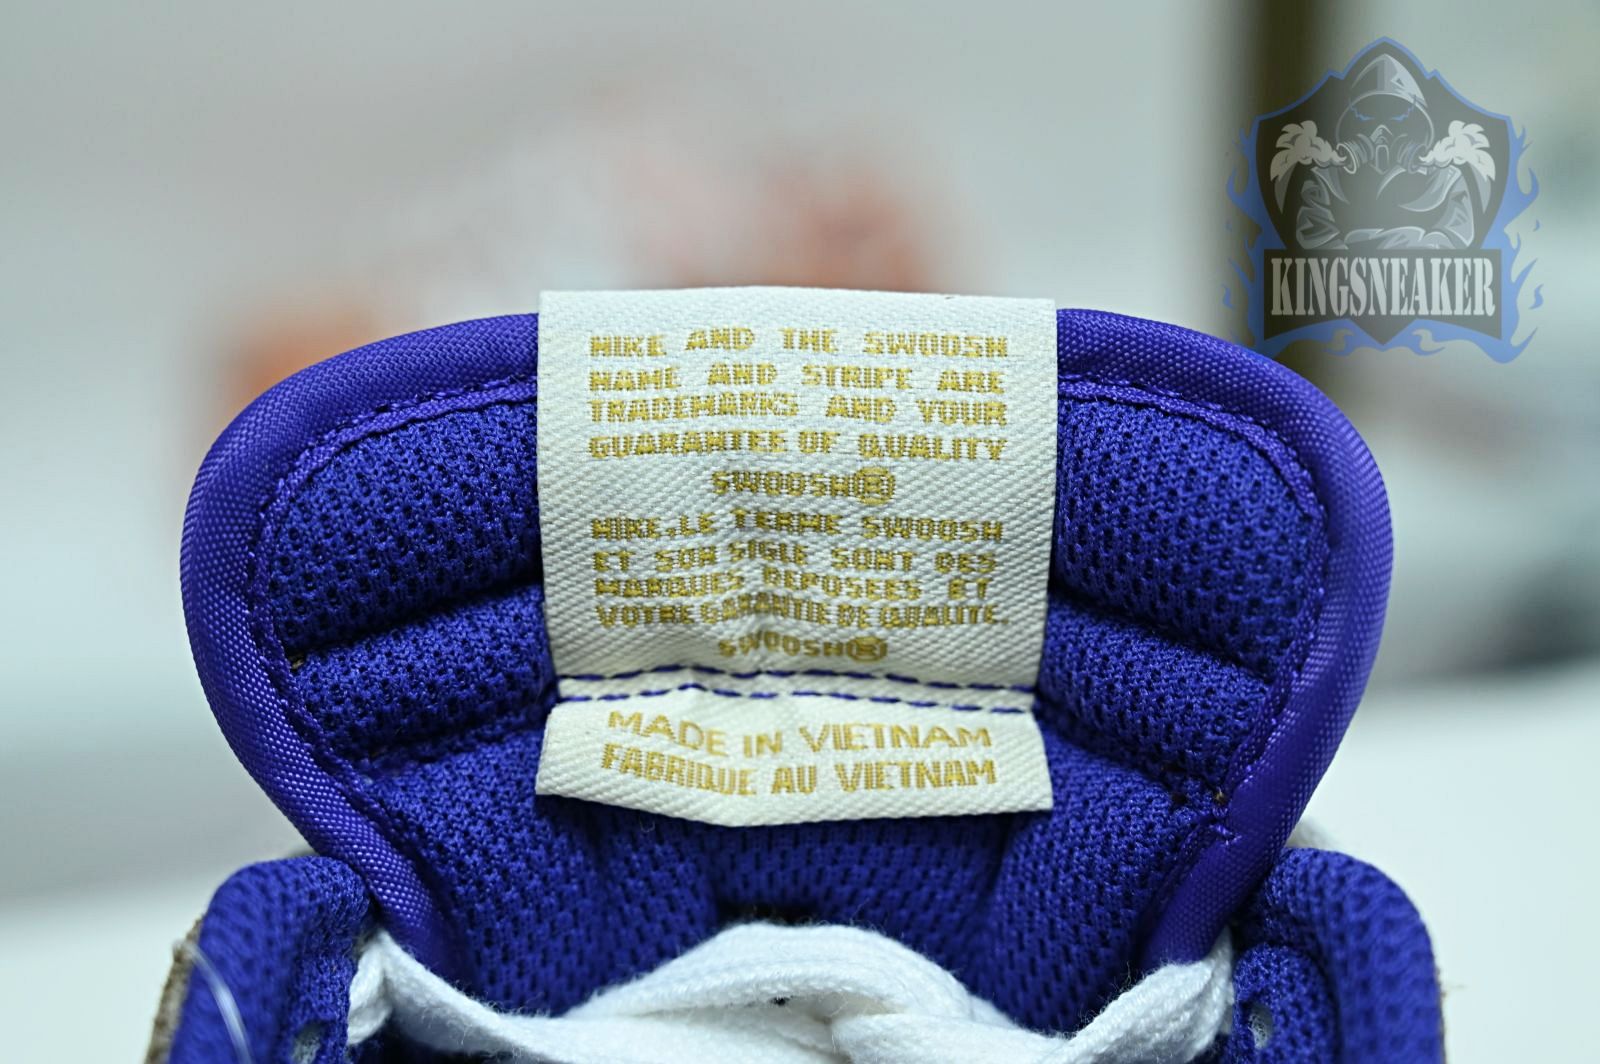 NIKE AND THE SWOOSH
NAME AND STRIPE ARE
TRADEMARKS AND YOUR
GUARANTEE OF QUALITY
SWOOSH®
NIKE,LE TERME SWOOSH
ET SON SIGLE SONT DES
MARQUES DEPOSEES ET
VOTRE GARANTIE DE QUALITE.
SWOOSH®
MADE IN VIETNAM
FABRIQUE AU VIETNAM
KINGSNEAKER